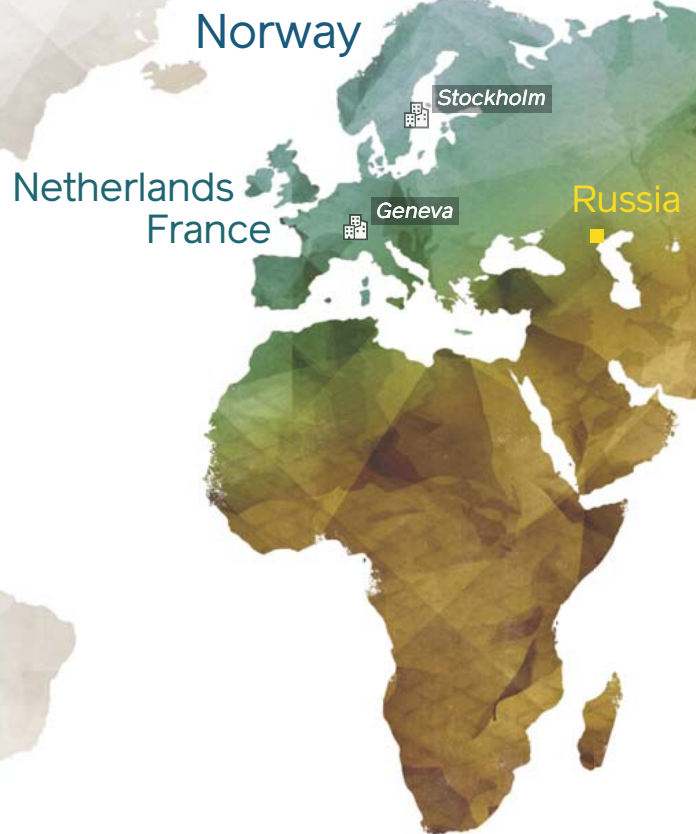 Norway
Stockholm
Netherlands
France
Geneva
Russia